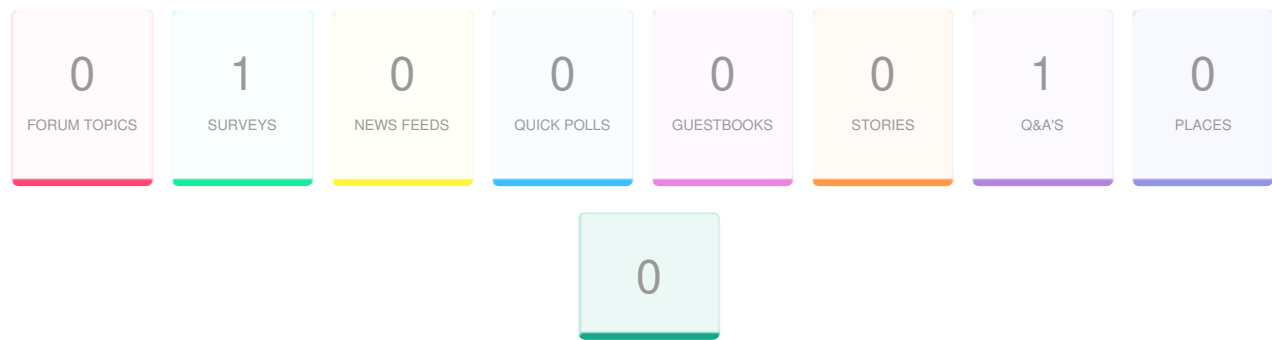 0 1 0 0 0 0 1 0
FORUM TOPICS SURVEYS NEWS FEEDS QUICK POLLS GUESTBOOKS STORIES Q&A'S PLACES
0